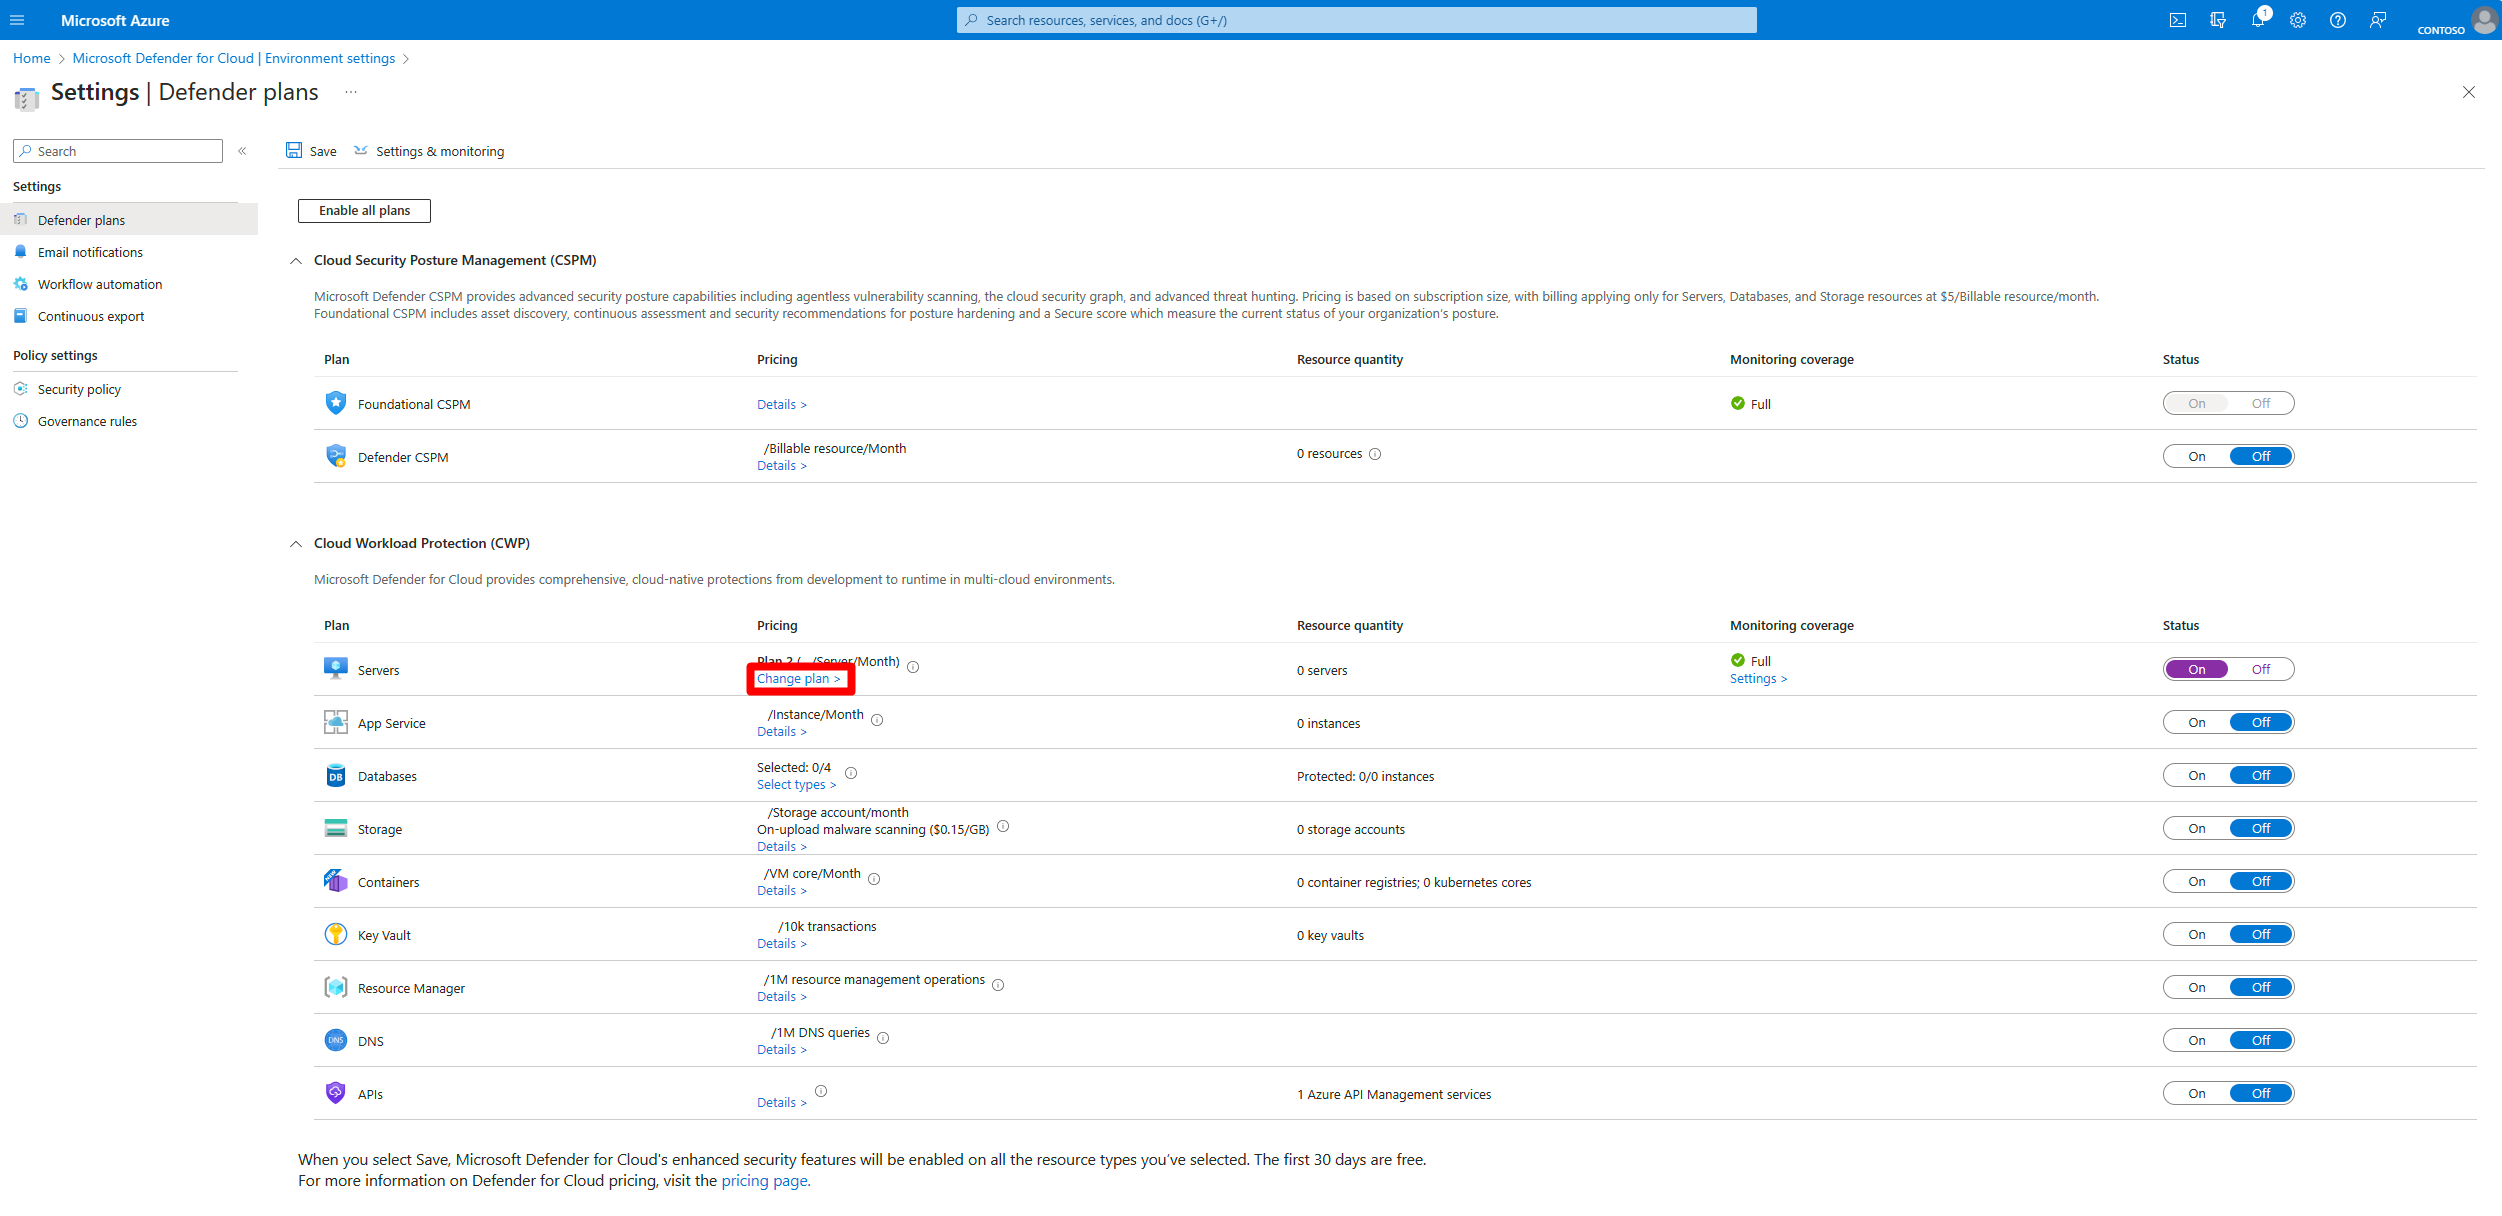 Microsoft Azure
Search resources, services, and docs (G+/)
1
CONTOSO
Home > Microsoft Defender for Cloud | Environment settings >
Settings | Defender plans ...
Search
«
Save
Settings & monitoring
Settings
Defender plans
Email notifications
Workflow automation
Continuous export
Policy settings
Security policy
Governance rules
Enable all plans
Cloud Security Posture Management (CSPM)
Microsoft Defender CSPM provides advanced security posture capabilities including agentless vulnerability scanning, the cloud security graph, and advanced threat hunting. Pricing is based on subscription size, with billing applying only for Servers, Databases, and Storage resources at $5/Billable resource/month.
Foundational CSPM includes asset discovery, continuous assessment and security recommendations for posture hardening and a Secure score which measure the current status of your organization's posture.
Plan Pricing Resource quantity Monitoring coverage Status
Foundational CSPM Details > Full On Off
/Billable resource/Month
Defender CSPM 0 resources On Off
Details >
Cloud Workload Protection (CWP)
Microsoft Defender for Cloud provides comprehensive, cloud-native protections from development to runtime in multi-cloud environments.
Plan Pricing Resource quantity Monitoring coverage Status
Plan 2 ( /Server/Month) Full
Servers 0 servers On Off
Change plan > Settings >
/Instance/Month
App Service 0 instances On Off
Details >
Selected: 0/4
Databases Protected: 0/0 instances On Off
Select types >
/Storage account/month
Storage On-upload malware scanning ($0.15/GB) 0 storage accounts On Off
Details >
/VM core/Month
Containers 0 container registries; 0 kubernetes cores On Off
Details >
/10k transactions
Key Vault 0 key vaults On Off
Details >
/1M resource management operations
Resource Manager On Off
Details >
/1M DNS queries
DNS On Off
Details >
APIs 1 Azure API Management services On Off
Details >
When you select Save, Microsoft Defender for Cloud's enhanced security features will be enabled on all the resource types you've selected. The first 30 days are free.
For more information on Defender for Cloud pricing, visit the pricing page.